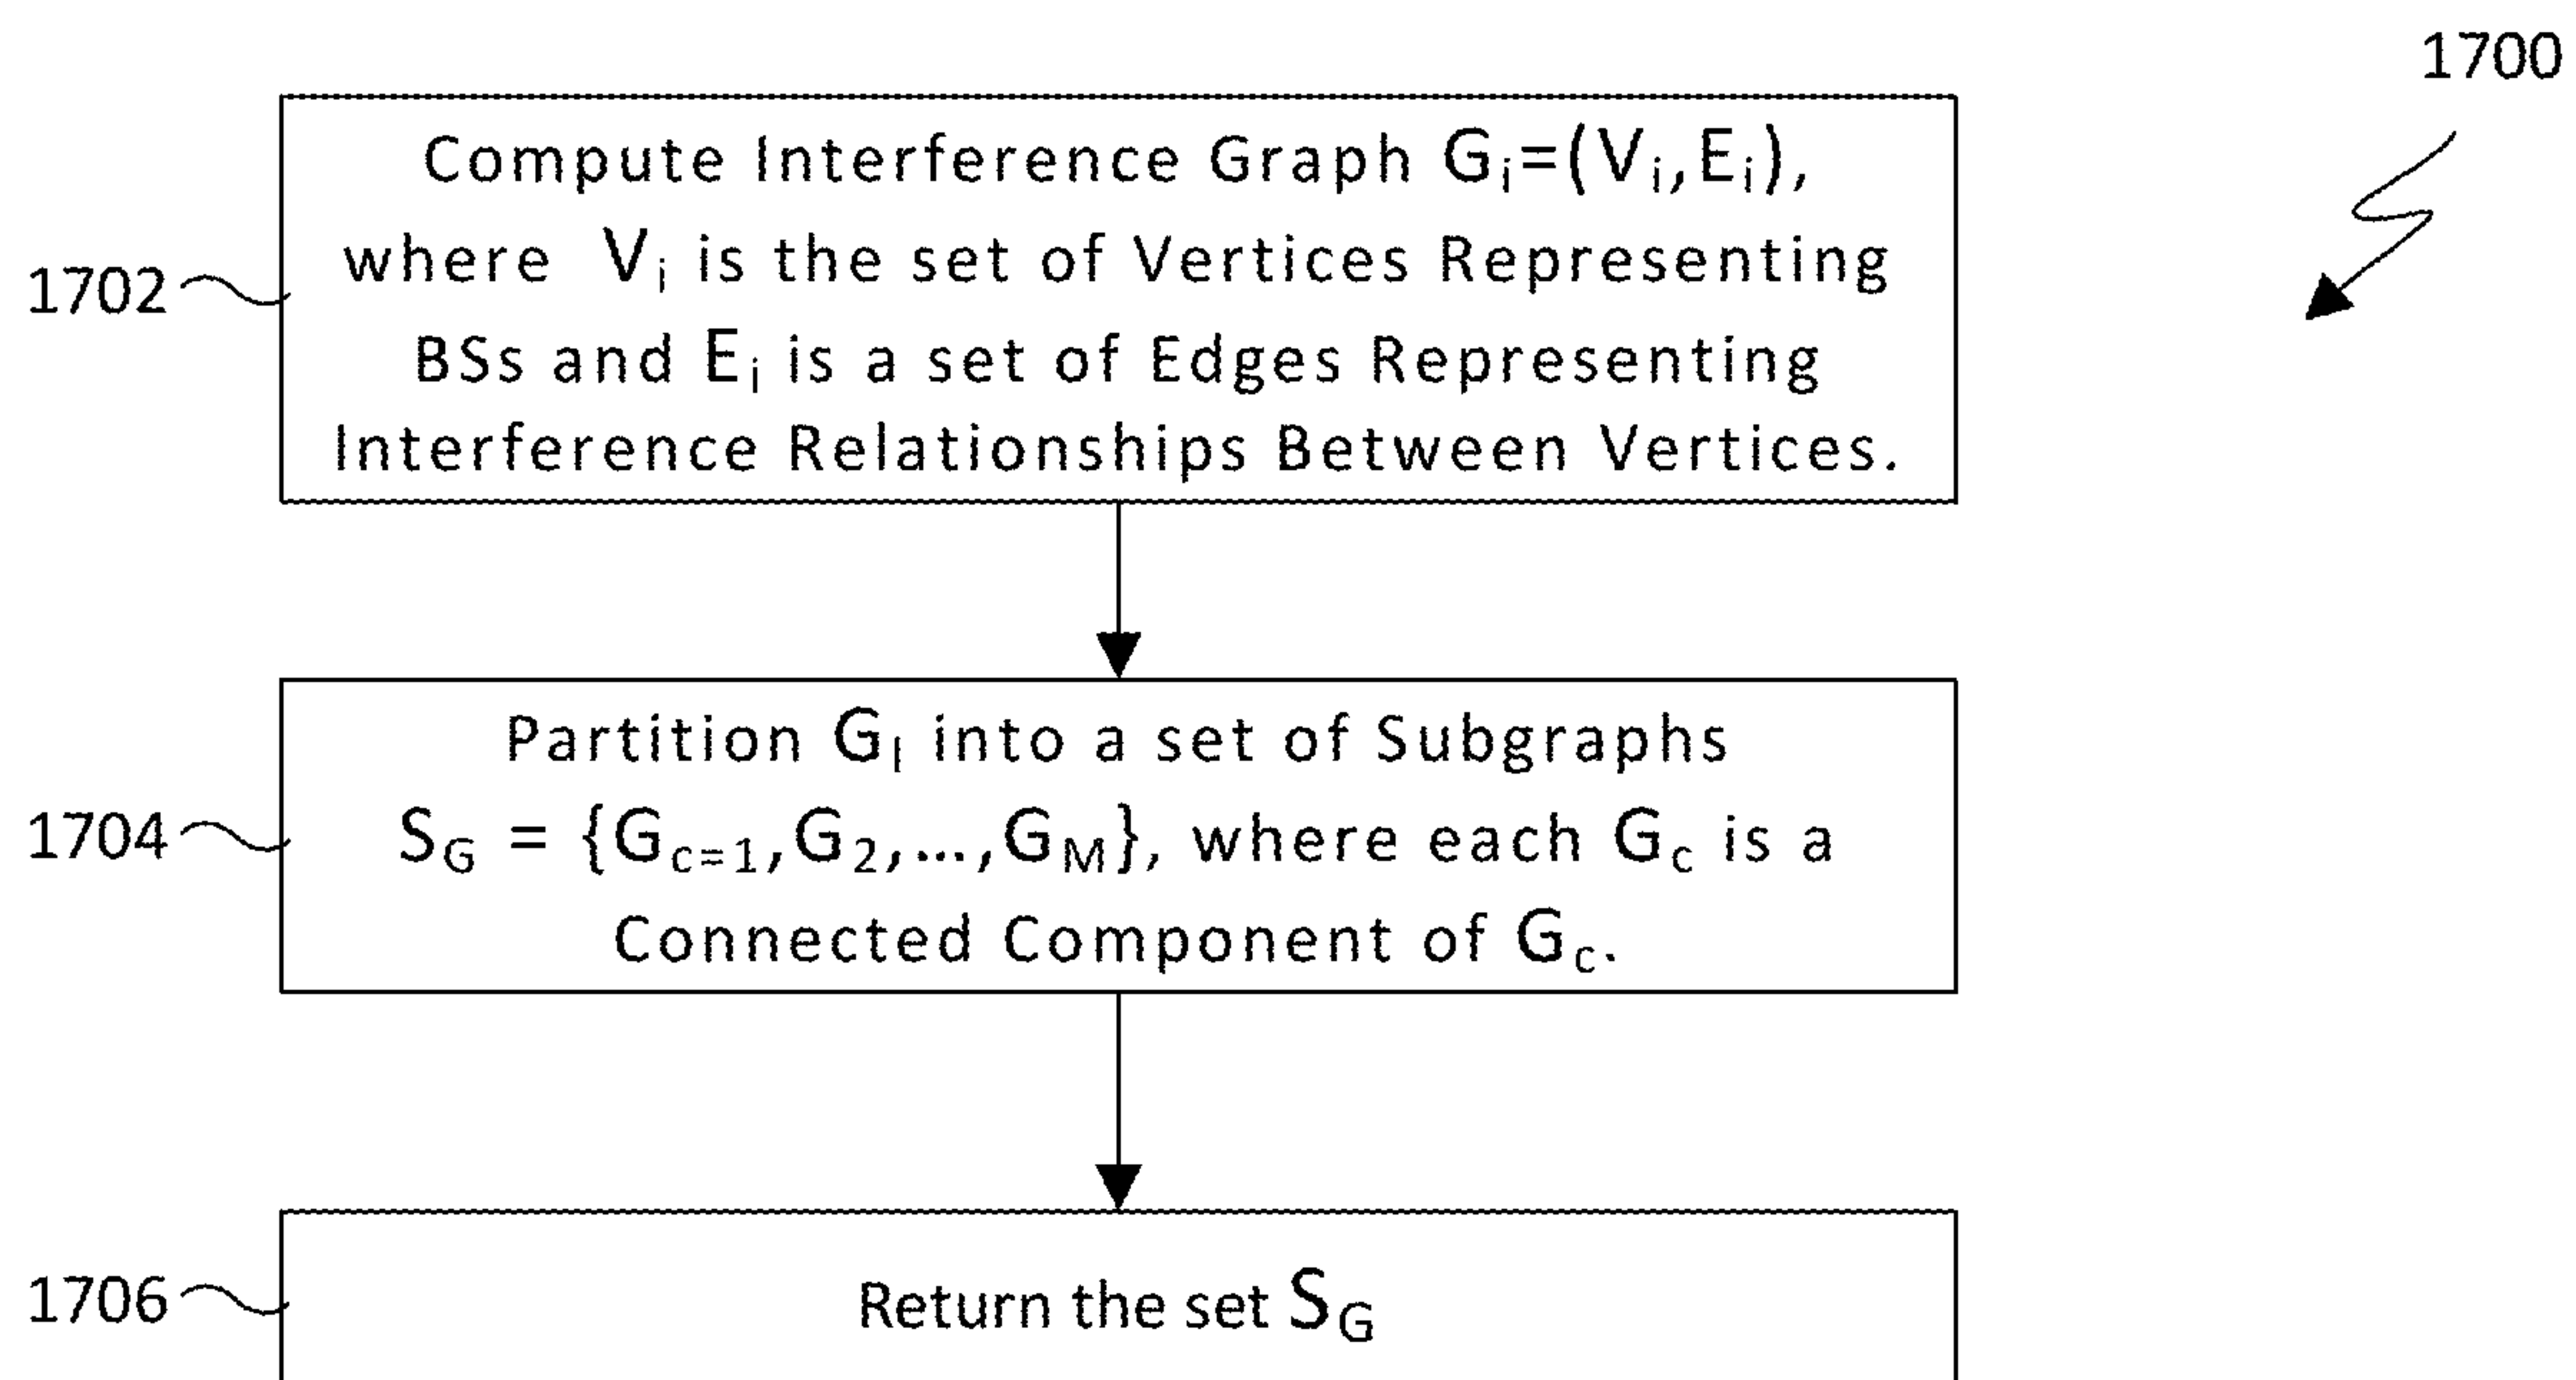 1700
Compute Interference Graph Gᵢ=(Vᵢ,Eᵢ),
where Vᵢ is the set of Vertices Representing
1702
BSs and Eᵢ is a set of Edges Representing
Interference Relationships Between Vertices.
Partition G_I into a set of Subgraphs
1704
S_G = {G_c=1,G₂,...,G_M}, where each G_c is a
Connected Component of G_c.
1706
Return the set S_G